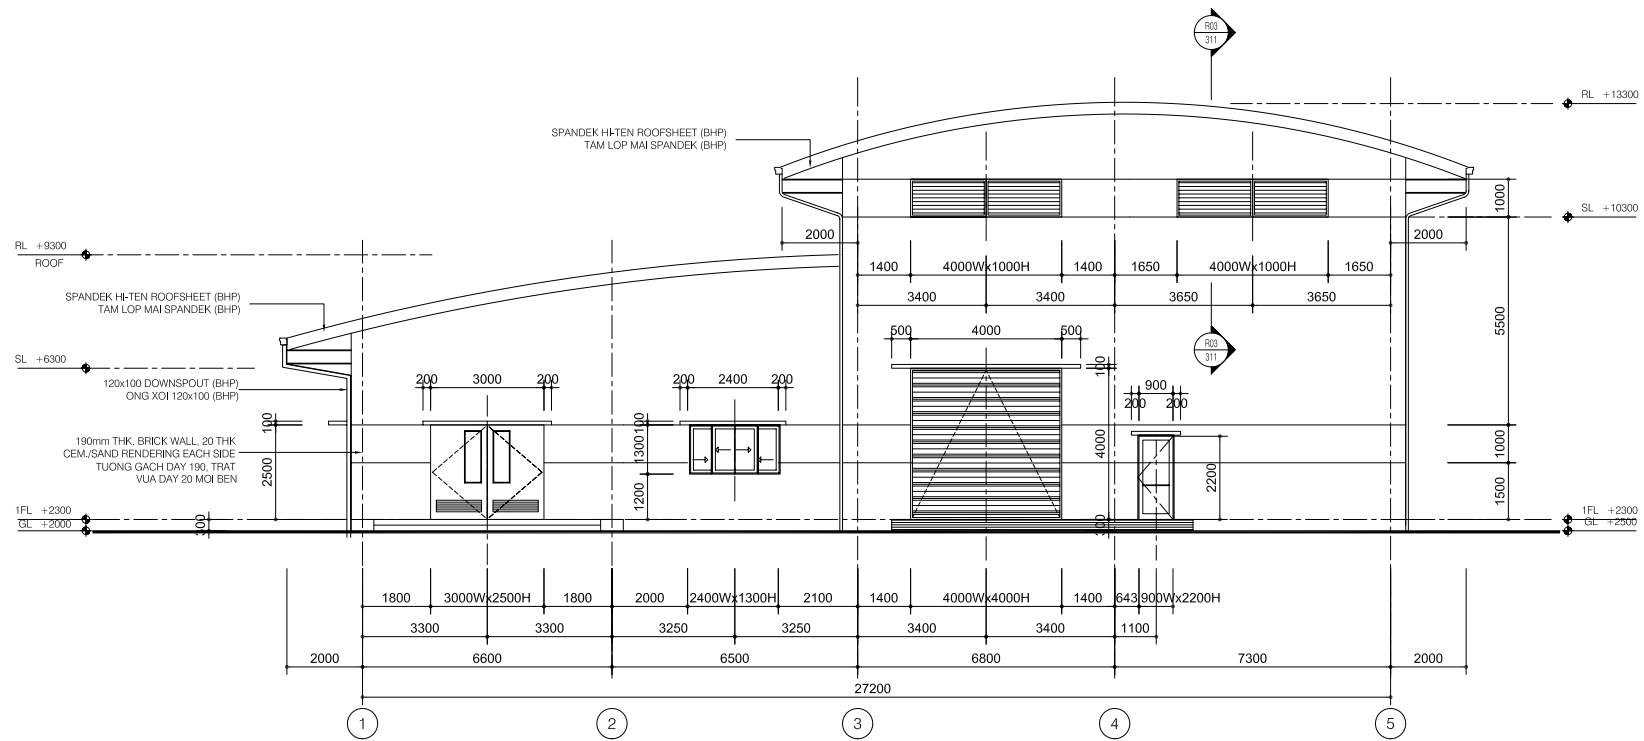 R03
311
RL +13300
SPANDEK HI-TEN ROOFSHEET (BHP)
TAM LOP MAI SPANDEK (BHP)
1000
SL +10300
2000
2000
RL +9300
ROOF
1400
4000Wx1000H
1400
1650
4000Wx1000H
1650
3400
3400
3650
3650
SPANDEK HI-TEN ROOFSHEET (BHP)
TAM LOP MAI SPANDEK (BHP)
5500
500
4000
500
R03
311
SL +6300
100
120x100 DOWNSPOUT (BHP)
ONG XOI 120x100 (BHP)
200
3000
200
200
2400
200
900
200
200
100
100
190mm THK. BRICK WALL, 20 THK
CEM./SAND RENDERING EACH SIDE
TUONG GACH DAY 190, TRAT
VUA DAY 20 MOI BEN
2500
1300
1200
4000
2200
1000
1500
1FL +2300
GL +2000
300
300
1FL +2300
GL +2500
1800
3000Wx2500H
1800
2000
2400Wx1300H
2100
1400
4000Wx4000H
1400
643
900Wx2200H
3300
3300
3250
3250
3400
3400
1100
2000
6600
6500
6800
7300
2000
27200
1
2
3
4
5